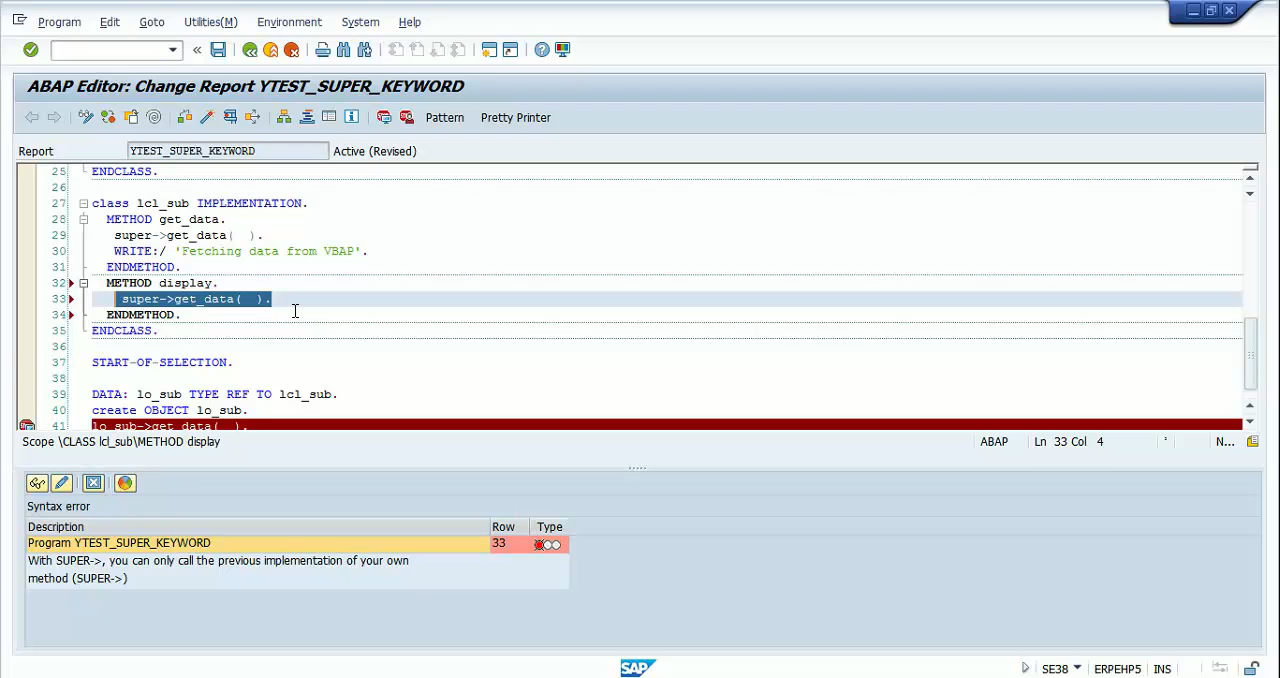 Program Edit Goto Utilities(M) Environment System Help
«
ABAP Editor: Change Report YTEST_SUPER_KEYWORD
Pattern Pretty Printer
Report YTEST_SUPER_KEYWORD Active (Revised)
25 ENDCLASS.
26
27 class lcl_sub IMPLEMENTATION.
28 METHOD get_data.
29 super->get_data( ).
30 WRITE:/ 'Fetching data from VBAP'.
31 ENDMETHOD.
32 METHOD display.
33 super->get_data( ).
34 ENDMETHOD.
35 ENDCLASS.
36
37 START-OF-SELECTION.
38
39 DATA: lo_sub TYPE REF TO lcl_sub.
40 create OBJECT lo_sub.
41 lo_sub->get_data( ).
Scope \CLASS lcl_sub\METHOD display ABAP Ln 33 Col 4 N...
Syntax error
Description Row Type
Program YTEST_SUPER_KEYWORD 33
With SUPER->, you can only call the previous implementation of your own
method (SUPER->)
SAP SE38 ERPEHP5 INS